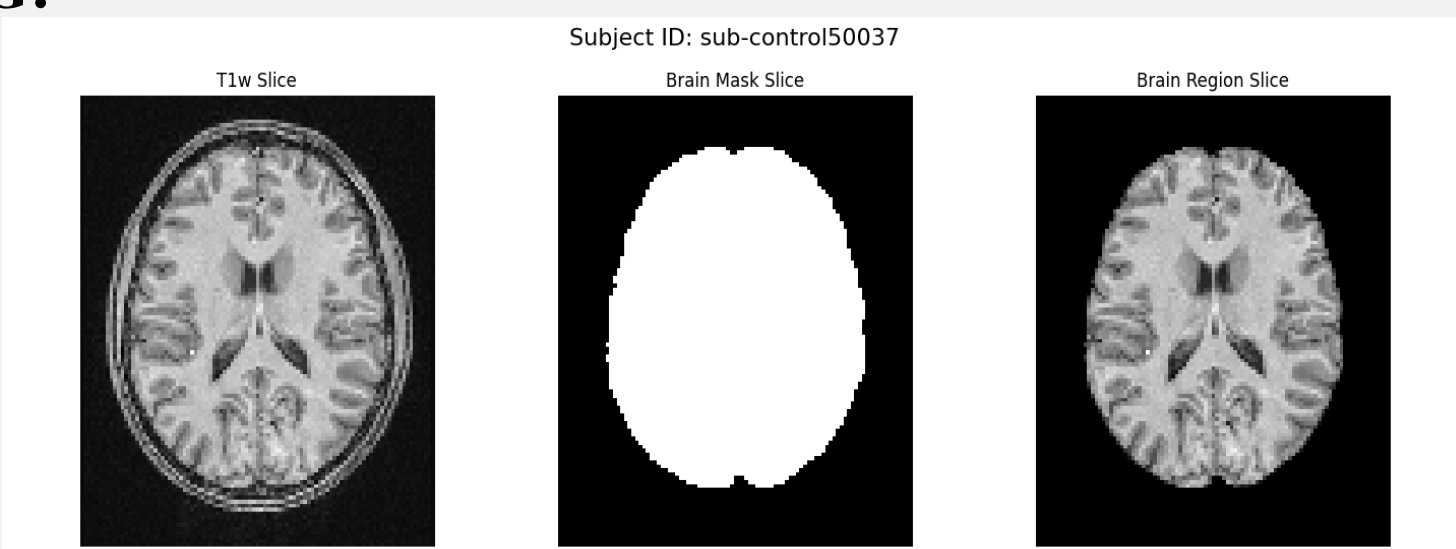 Subject ID: sub-control50037
T1w Slice
Brain Mask Slice
Brain Region Slice